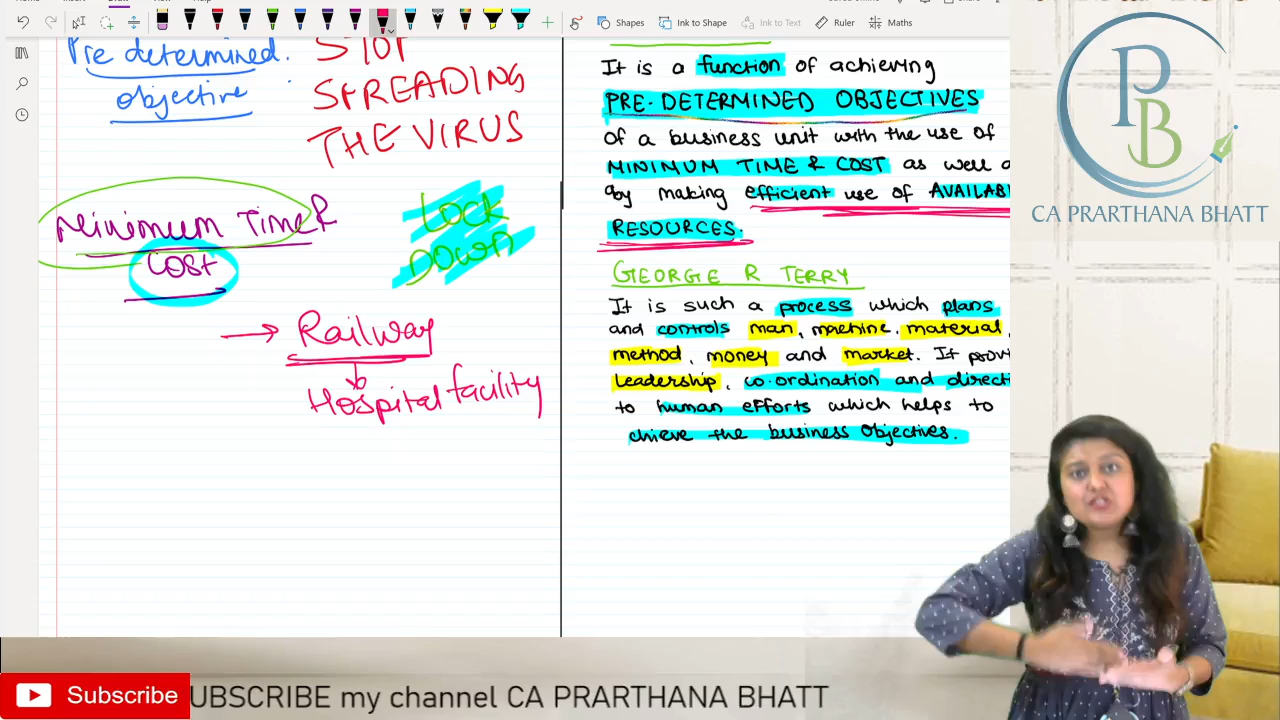 Shapes
Ink to Shape
Ink to Text
Ruler
Maths
Pre determined
objective
STOP
SPREADING
THE VIRUS
Minimum Time &
Cost
Lock
Down
Railway
Hospital facility
It is a function of achieving
PRE-DETERMINED OBJECTIVES
of a business unit with the use of
MINIMUM TIME & COST as well a
by making efficient use of AVAILAB
RESOURCES.
GEORGE R TERRY
It is such a process which plans
and controls man, machine, material,
method, money and market. It provi
leadership, co-ordination and directi
to human efforts which helps to
chieve the business objectives.
PB
CA PRARTHANA BHATT
Subscribe
UBSCRIBE my channel CA PRARTHANA BHATT